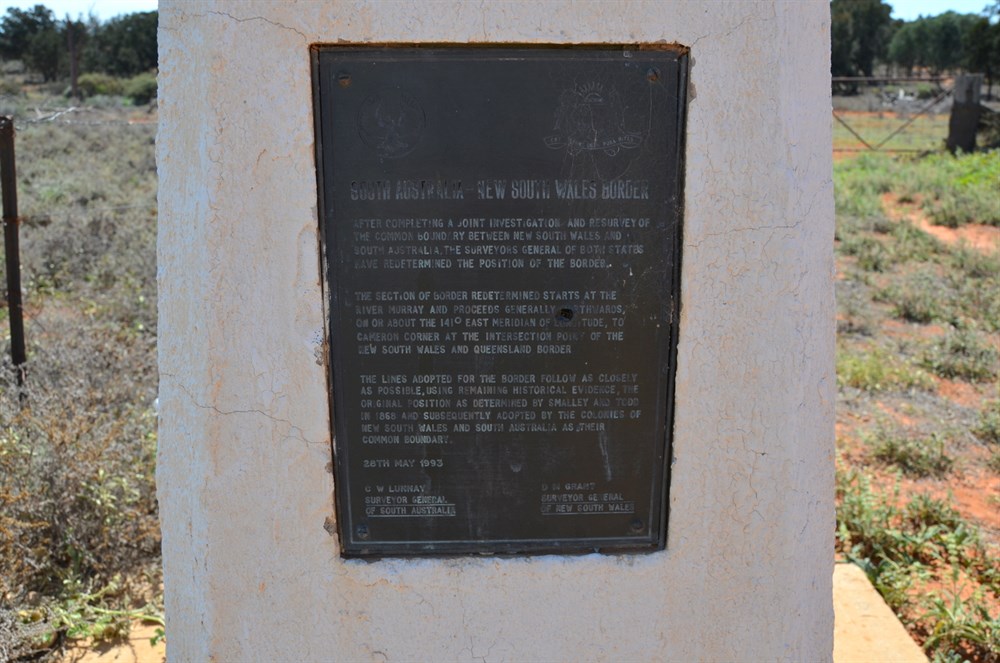 SOUTH AUSTRALIA - NEW SOUTH WALES BORDER
AFTER COMPLETING A JOINT INVESTIGATION AND RESURVEY OF
THE COMMON BOUNDRY BETWEEN NEW SOUTH WALES AND
SOUTH AUSTRALIA, THE SURVEYORS GENERAL OF BOTH STATES
HAVE REDETERMINED THE POSITION OF THE BORDER.
THE SECTION OF BORDER REDETERMINED STARTS AT THE
RIVER MURRAY AND PROCEEDS GENERALLY NORTHWARDS,
ON OR ABOUT THE 141° EAST MERIDIAN OF LONGITUDE, TO
CAMERON CORNER AT THE INTERSECTION POINT OF THE
NEW SOUTH WALES AND QUEENSLAND BORDER
THE LINES ADOPTED FOR THE BORDER FOLLOW AS CLOSELY
AS POSSIBLE, USING REMAINING HISTORICAL EVIDENCE, THE
ORIGINAL POSITION AS DETERMINED BY SMALLEY AND TODD
IN 1868 AND SUBSEQUENTLY ADOPTED BY THE COLONIES OF
NEW SOUTH WALES AND SOUTH AUSTRALIA AS THEIR
COMMON BOUNDARY.
28TH MAY 1993
SURVEYOR GENERAL
OF SOUTH AUSTRALIA
D M GRANT
SURVEYOR GENERAL
OF NEW SOUTH WALES